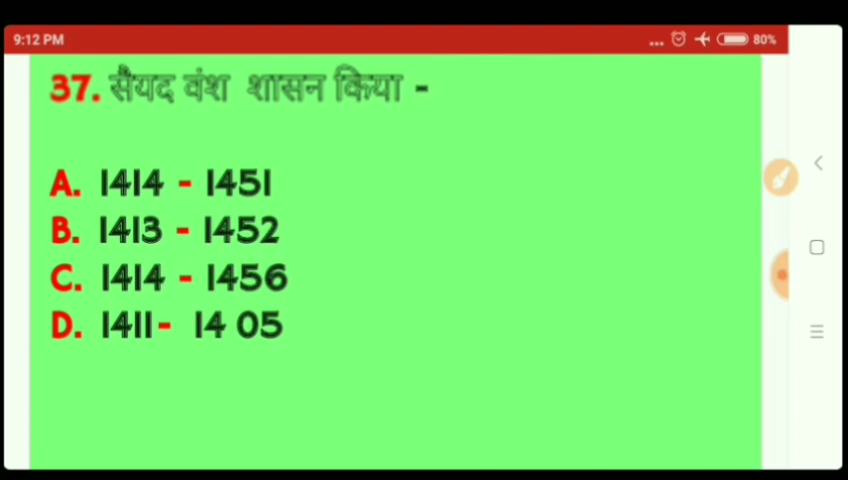 9:12 PM
... 80%
37. सैयद वंश शासन किया -
A. 1414 - 1451
B. 1413 - 1452
C. 1414 - 1456
D. 1411- 14 05